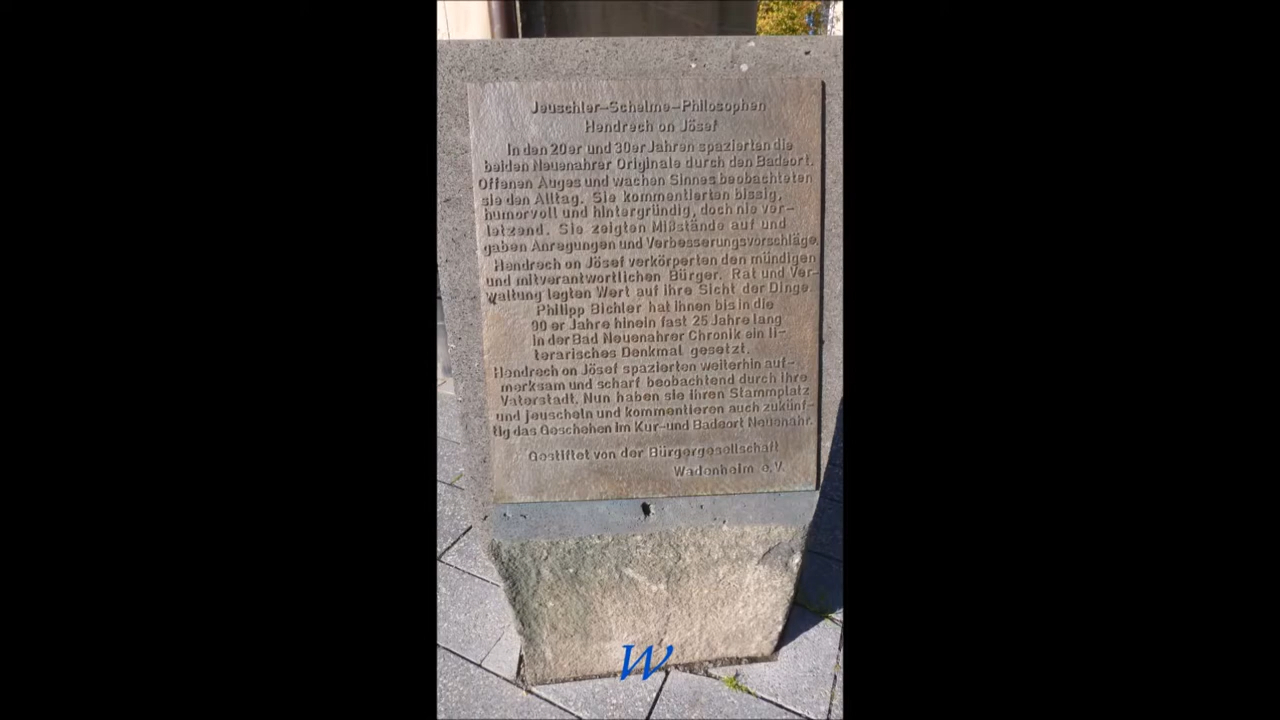 Jeuschler-Schelme-Philosophen
Hendrech on Jösef
In den 20er und 30er Jahren spazierten die
beiden Neuenahrer Originale durch den Badeort.
Offenen Auges und wachen Sinnes beobachteten
sie den Alltag. Sie kommentierten bissig,
humorvoll und hintergründig, doch nie ver-
letzend. Sie zeigten Mißstände auf und
gaben Anregungen und Verbesserungsvorschläge.
Hendrech on Jösef verkörperten den mündigen
und mitverantwortlichen Bürger. Rat und Ver-
waltung legten Wert auf ihre Sicht der Dinge.
Philipp Bichler hat ihnen bis in die
90er Jahre hinein fast 25 Jahre lang
in der Bad Neuenahrer Chronik ein li-
terarisches Denkmal gesetzt.
Hendrech on Jösef spazierten weiterhin auf-
merksam und scharf beobachtend durch ihre
Vaterstadt. Nun haben sie ihren Stammplatz
und jeuscheln und kommentieren auch zukünf-
tig das Geschehen im Kur-und Badeort Neuenahr.
Gestiftet von der Bürgergesellschaft
Wadenheim e.V.
W